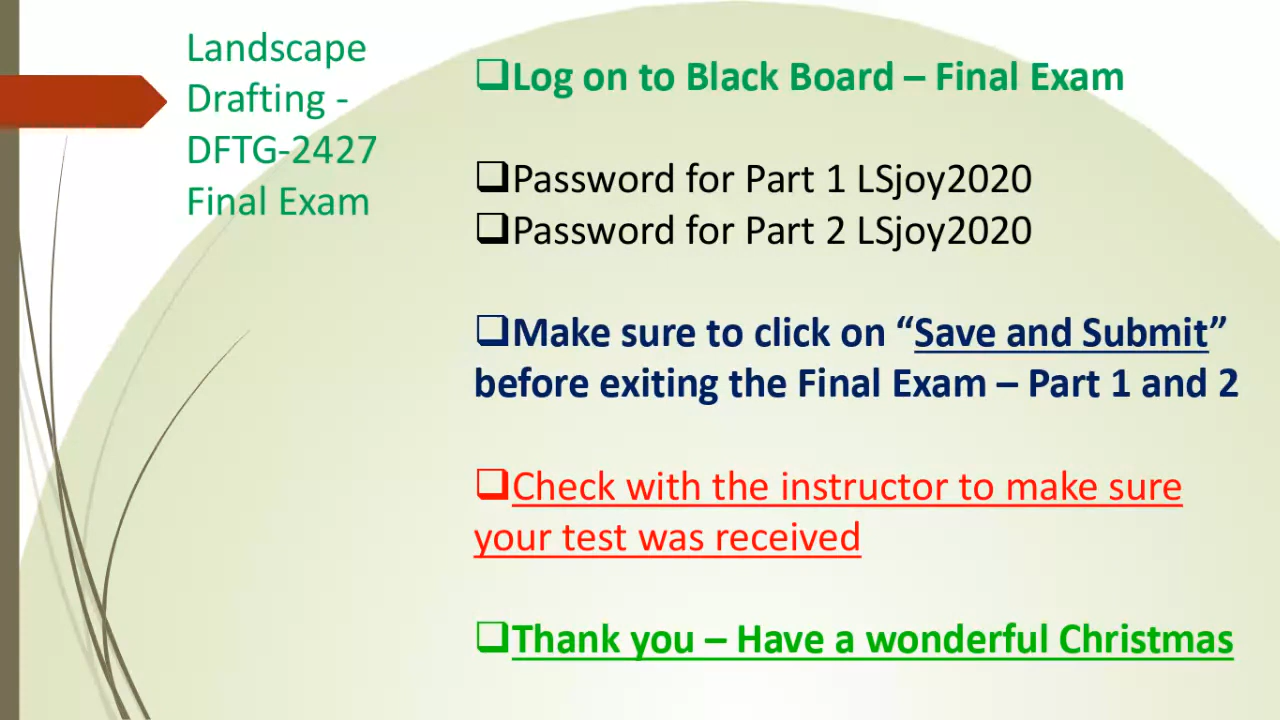 Landscape
Drafting -
DFTG-2427
Final Exam
❑Log on to Black Board – Final Exam
❑Password for Part 1 LSjoy2020
❑Password for Part 2 LSjoy2020
❑Make sure to click on “Save and Submit”
before exiting the Final Exam – Part 1 and 2
❑Check with the instructor to make sure
your test was received
❑Thank you – Have a wonderful Christmas